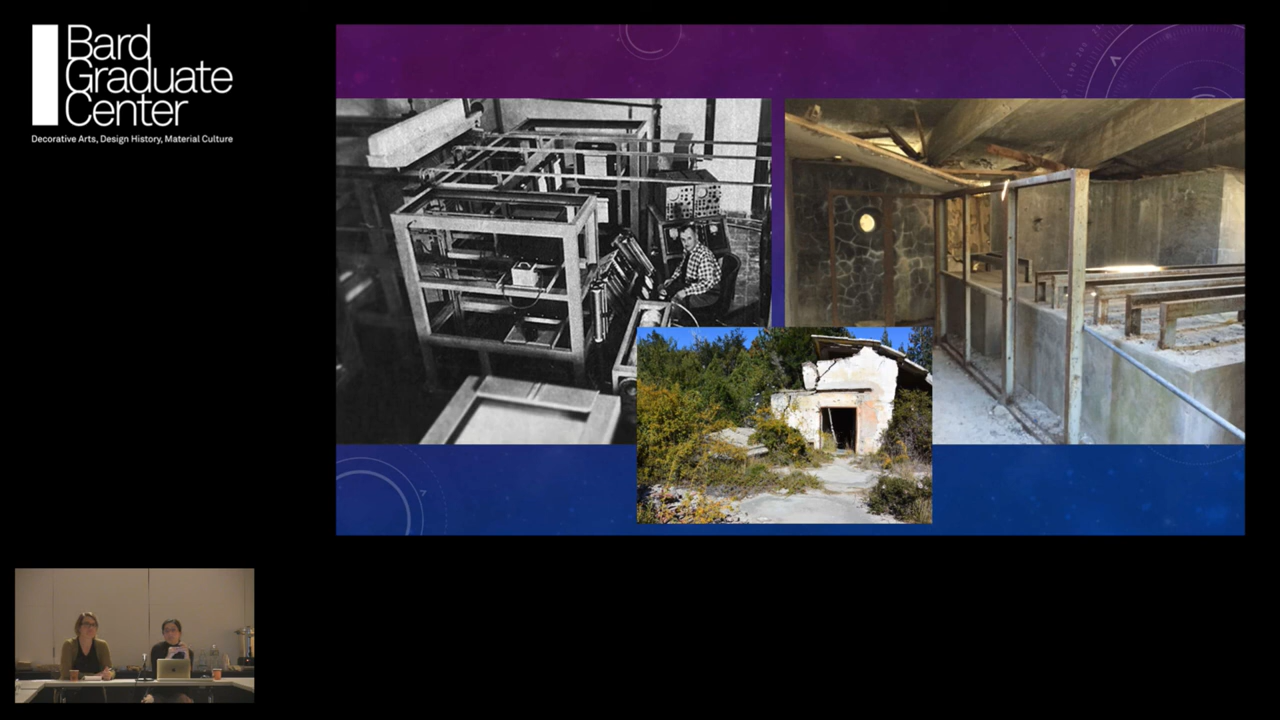 Bard
Graduate
Center
Decorative Arts, Design History, Material Culture